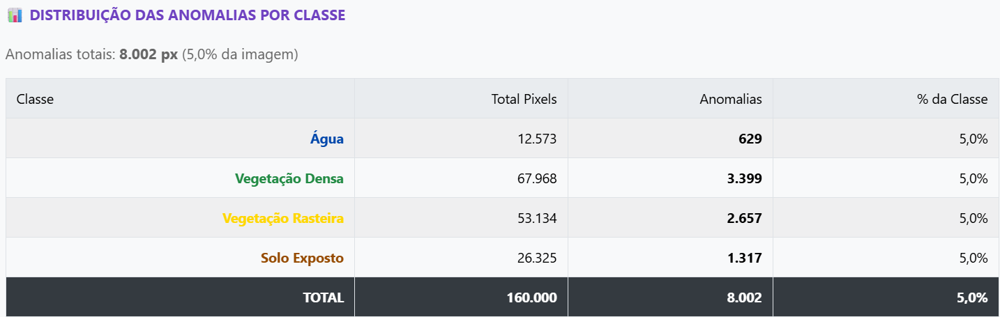 DISTRIBUIÇÃO DAS ANOMALIAS POR CLASSE
Anomalias totais: 8.002 px (5,0% da imagem)
Classe Total Pixels Anomalias % da Classe
Água 12.573 629 5,0%
Vegetação Densa 67.968 3.399 5,0%
Vegetação Rasteira 53.134 2.657 5,0%
Solo Exposto 26.325 1.317 5,0%
TOTAL 160.000 8.002 5,0%